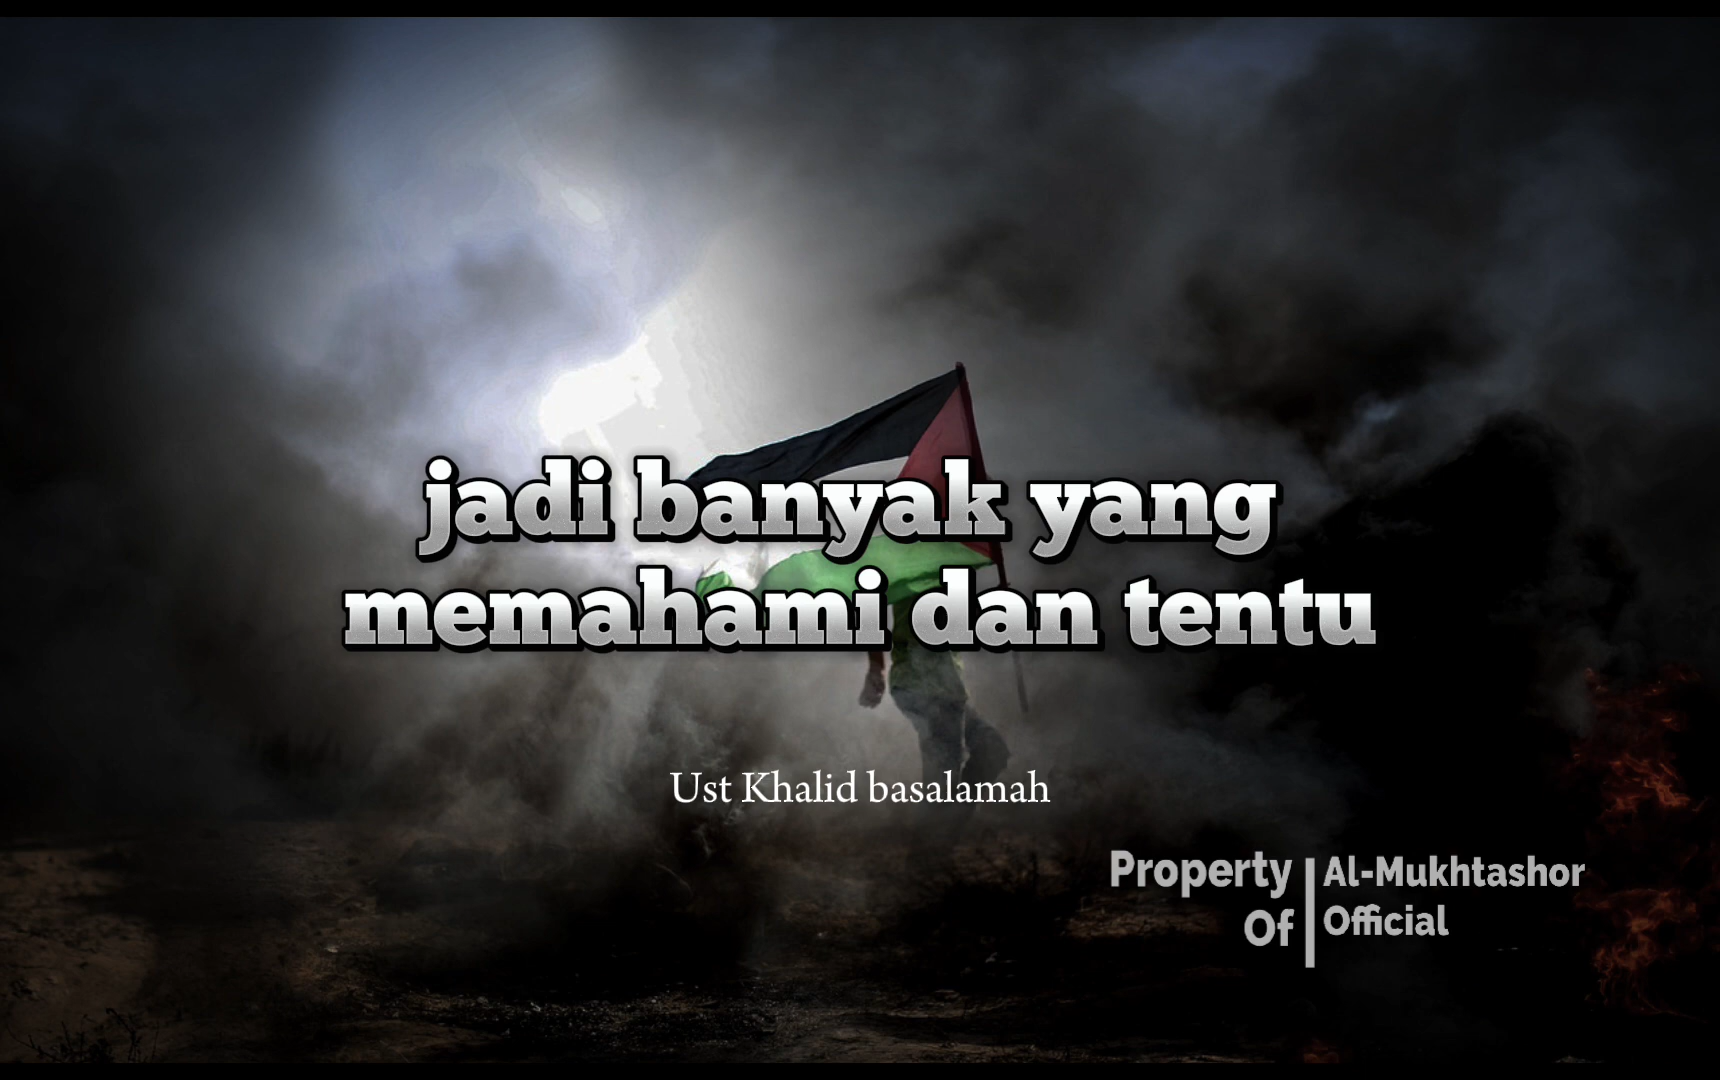 jadi banyak yang
memahami dan tentu
Ust Khalid basalamah
Property
Of
Al-Mukhtashor
Official